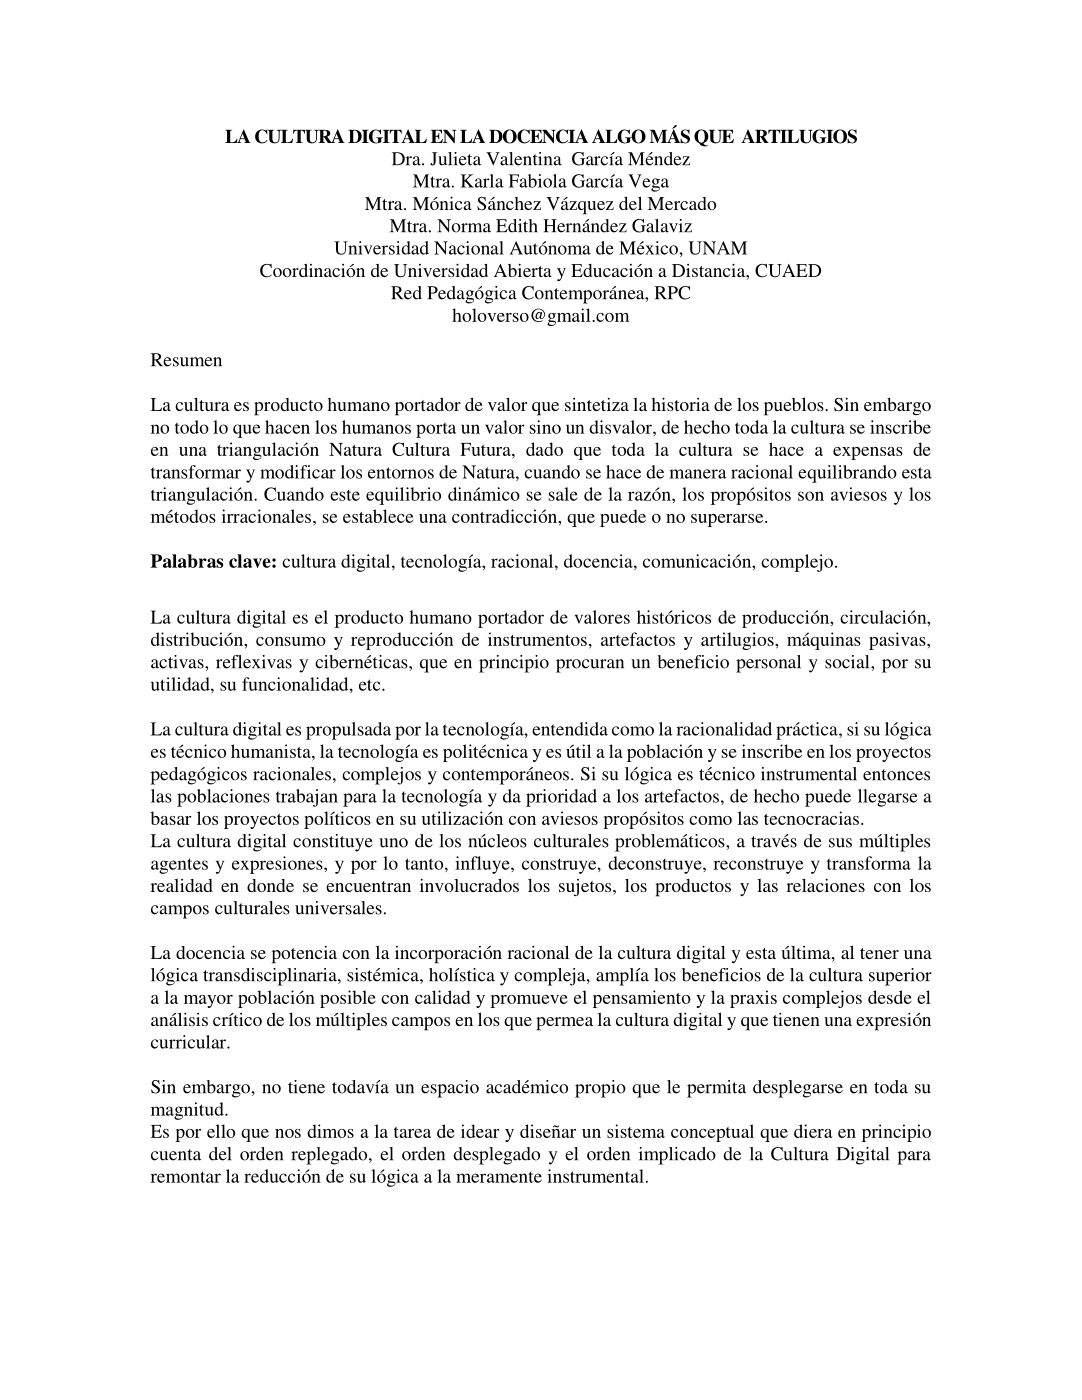 LA CULTURA DIGITAL EN LA DOCENCIA ALGO MÁS QUE ARTILUGIOS
Dra. Julieta Valentina García Méndez
Mtra. Karla Fabiola García Vega
Mtra. Mónica Sánchez Vázquez del Mercado
Mtra. Norma Edith Hernández Galaviz
Universidad Nacional Autónoma de México, UNAM
Coordinación de Universidad Abierta y Educación a Distancia, CUAED
Red Pedagógica Contemporánea, RPC
holoverso@gmail.com
Resumen
La cultura es producto humano portador de valor que sintetiza la historia de los pueblos. Sin embargo
no todo lo que hacen los humanos porta un valor sino un disvalor, de hecho toda la cultura se inscribe
en una triangulación Natura Cultura Futura, dado que toda la cultura se hace a expensas de
transformar y modificar los entornos de Natura, cuando se hace de manera racional equilibrando esta
triangulación. Cuando este equilibrio dinámico se sale de la razón, los propósitos son aviesos y los
métodos irracionales, se establece una contradicción, que puede o no superarse.
Palabras clave: cultura digital, tecnología, racional, docencia, comunicación, complejo.
La cultura digital es el producto humano portador de valores históricos de producción, circulación,
distribución, consumo y reproducción de instrumentos, artefactos y artilugios, máquinas pasivas,
activas, reflexivas y cibernéticas, que en principio procuran un beneficio personal y social, por su
utilidad, su funcionalidad, etc.
La cultura digital es propulsada por la tecnología, entendida como la racionalidad práctica, si su lógica
es técnico humanista, la tecnología es politécnica y es útil a la población y se inscribe en los proyectos
pedagógicos racionales, complejos y contemporáneos. Si su lógica es técnico instrumental entonces
las poblaciones trabajan para la tecnología y da prioridad a los artefactos, de hecho puede llegarse a
basar los proyectos políticos en su utilización con aviesos propósitos como las tecnocracias.
La cultura digital constituye uno de los núcleos culturales problemáticos, a través de sus múltiples
agentes y expresiones, y por lo tanto, influye, construye, deconstruye, reconstruye y transforma la
realidad en donde se encuentran involucrados los sujetos, los productos y las relaciones con los
campos culturales universales.
La docencia se potencia con la incorporación racional de la cultura digital y esta última, al tener una
lógica transdisciplinaria, sistémica, holística y compleja, amplía los beneficios de la cultura superior
a la mayor población posible con calidad y promueve el pensamiento y la praxis complejos desde el
análisis crítico de los múltiples campos en los que permea la cultura digital y que tienen una expresión
curricular.
Sin embargo, no tiene todavía un espacio académico propio que le permita desplegarse en toda su
magnitud.
Es por ello que nos dimos a la tarea de idear y diseñar un sistema conceptual que diera en principio
cuenta del orden replegado, el orden desplegado y el orden implicado de la Cultura Digital para
remontar la reducción de su lógica a la meramente instrumental.